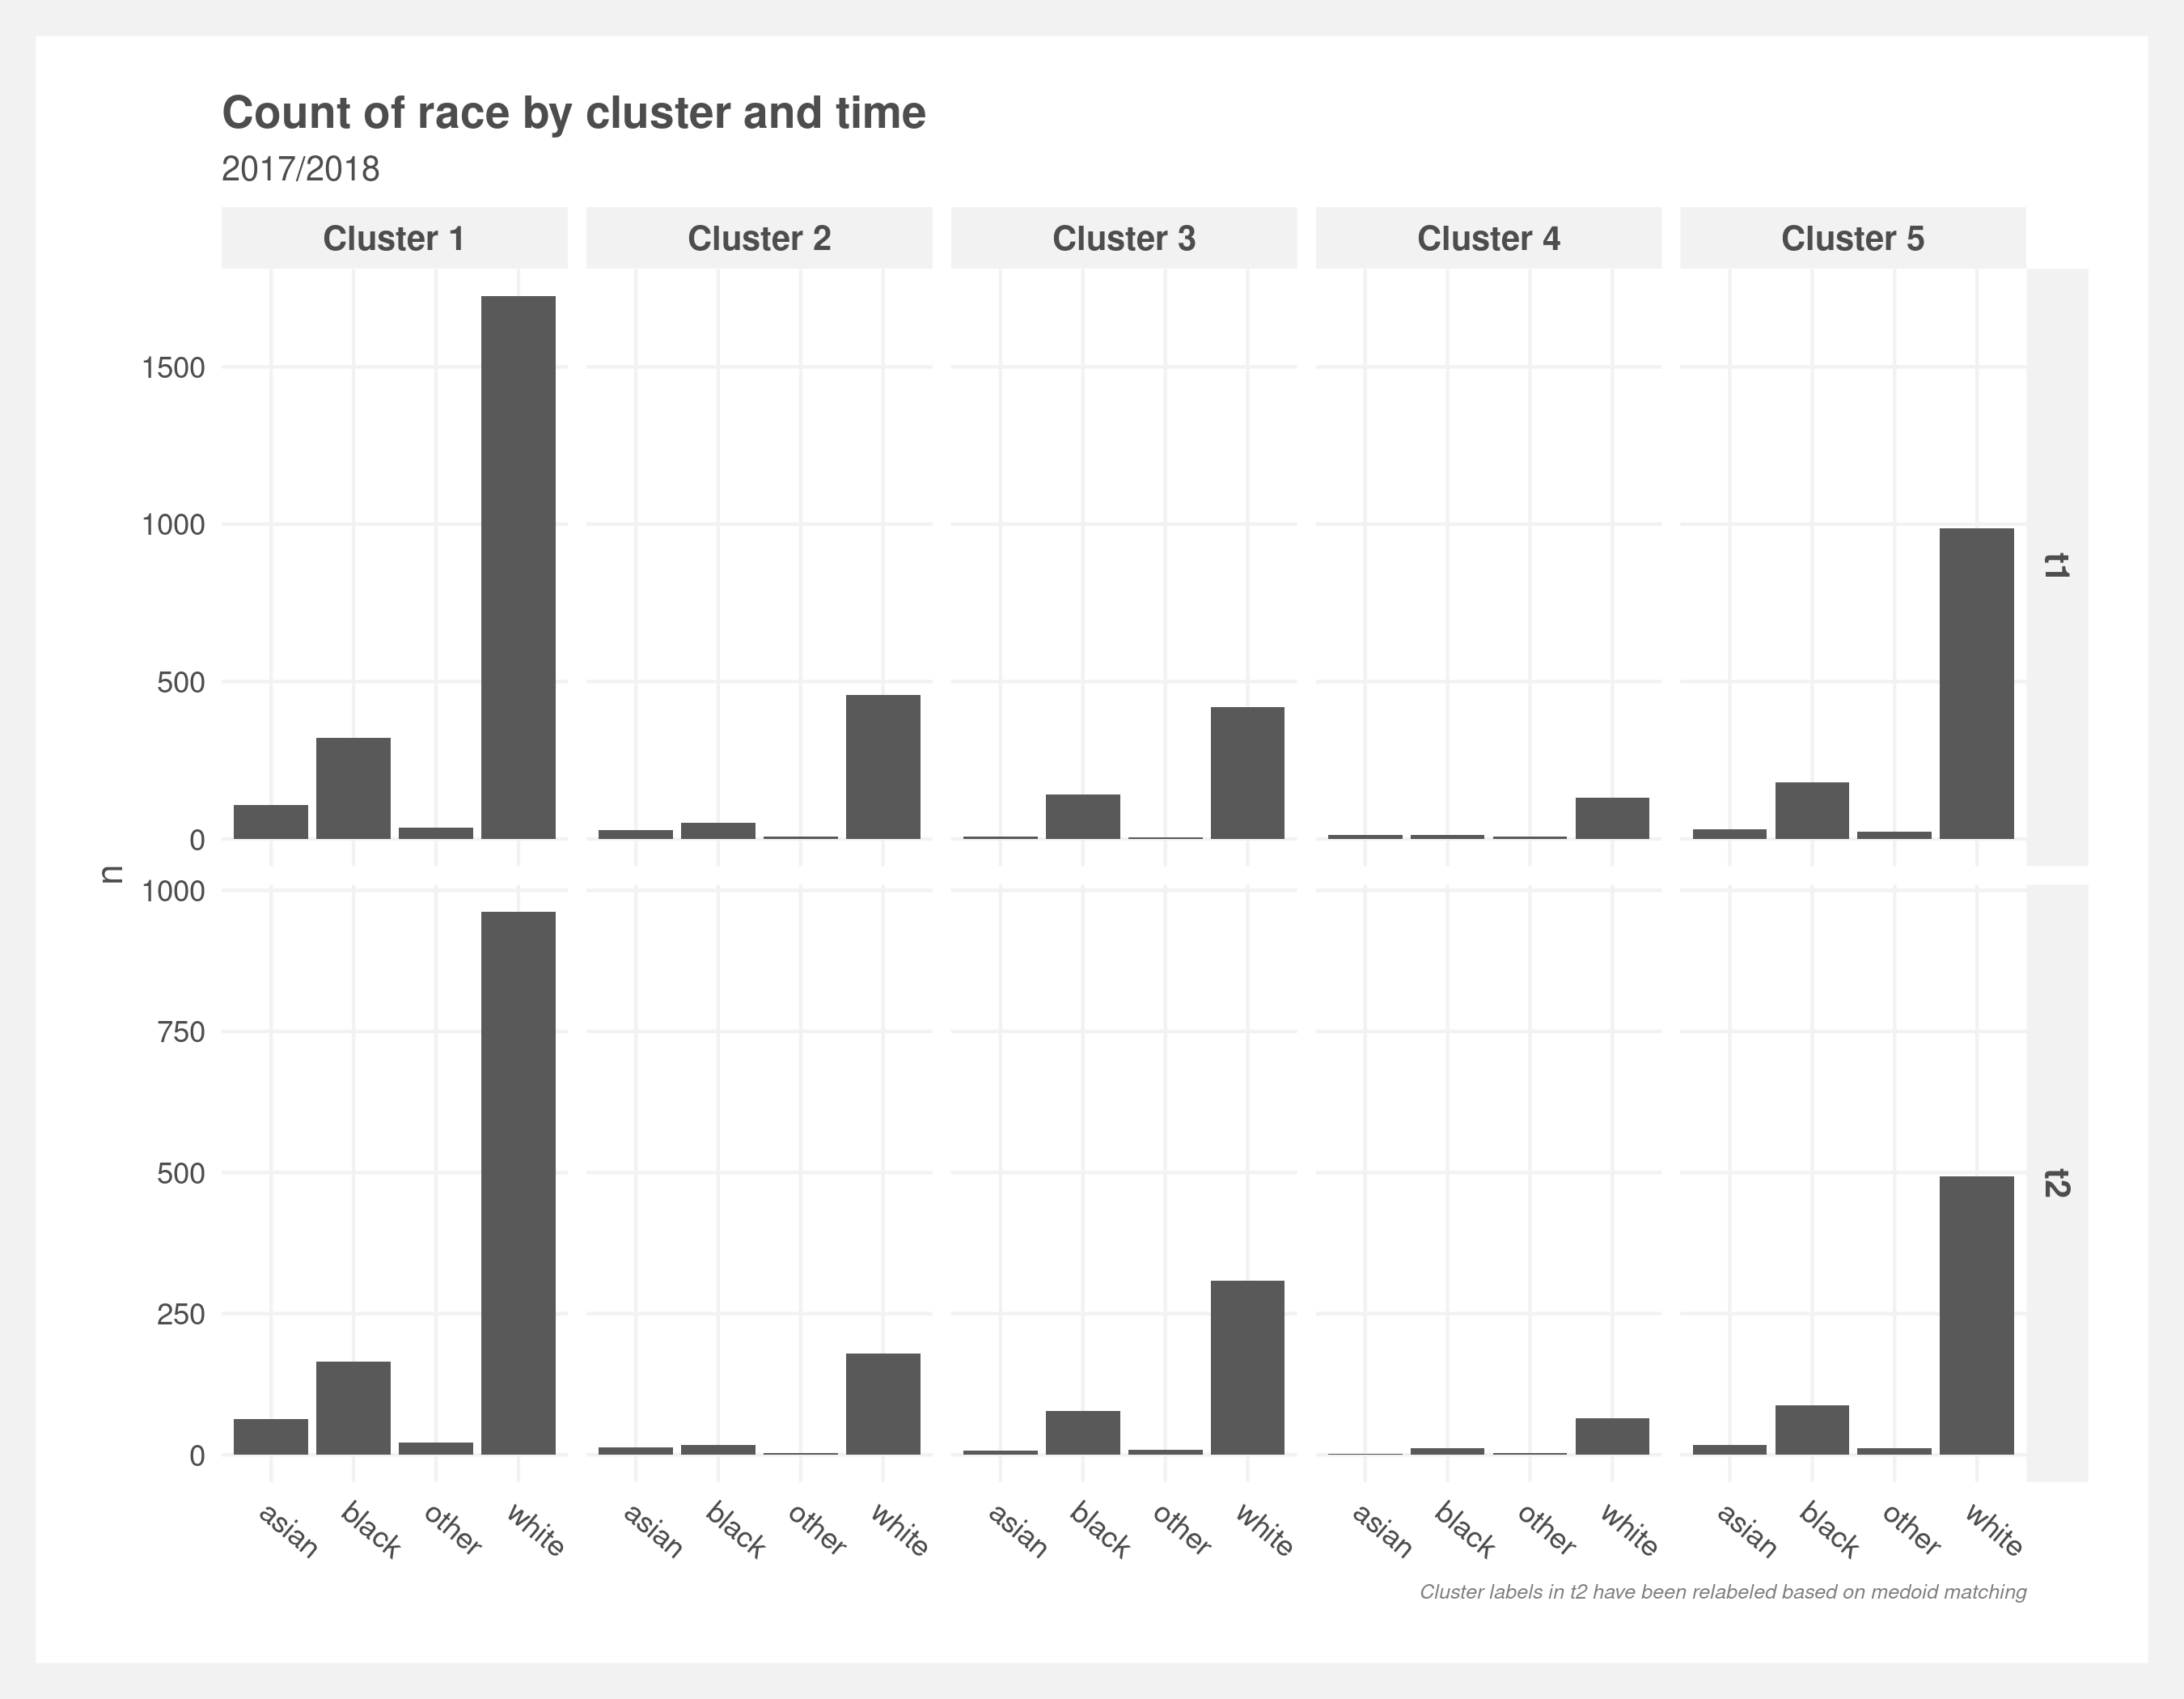 Count of race by cluster and time
2017/2018
Cluster 1 Cluster 2 Cluster 3 Cluster 4 Cluster 5
1500
1000
500
0
t1
n
1000
750
500
250
0
t2
asian black other white asian black other white asian black other white asian black other white asian black other white
Cluster labels in t2 have been relabeled based on medoid matching